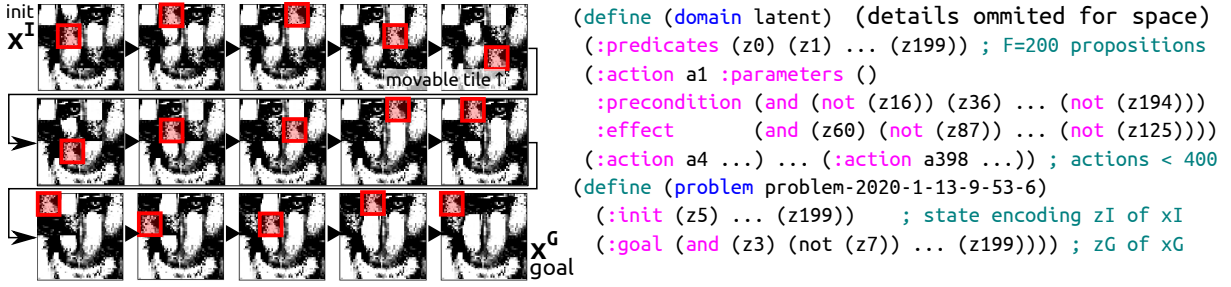 init
x^I
movable tile ↑
x^G
goal
(define (domain latent) (details ommited for space)
(:predicates (z0) (z1) ... (z199)) ; F=200 propositions
(:action a1 :parameters ()
:precondition (and (not (z16)) (z36) ... (not (z194)))
:effect (and (z60) (not (z87)) ... (not (z125))))
(:action a4 ...) ... (:action a398 ...)) ; actions < 400
(define (problem problem-2020-1-13-9-53-6)
(:init (z5) ... (z199)) ; state encoding zI of xI
(:goal (and (z3) (not (z7)) ... (z199)))) ; zG of xG